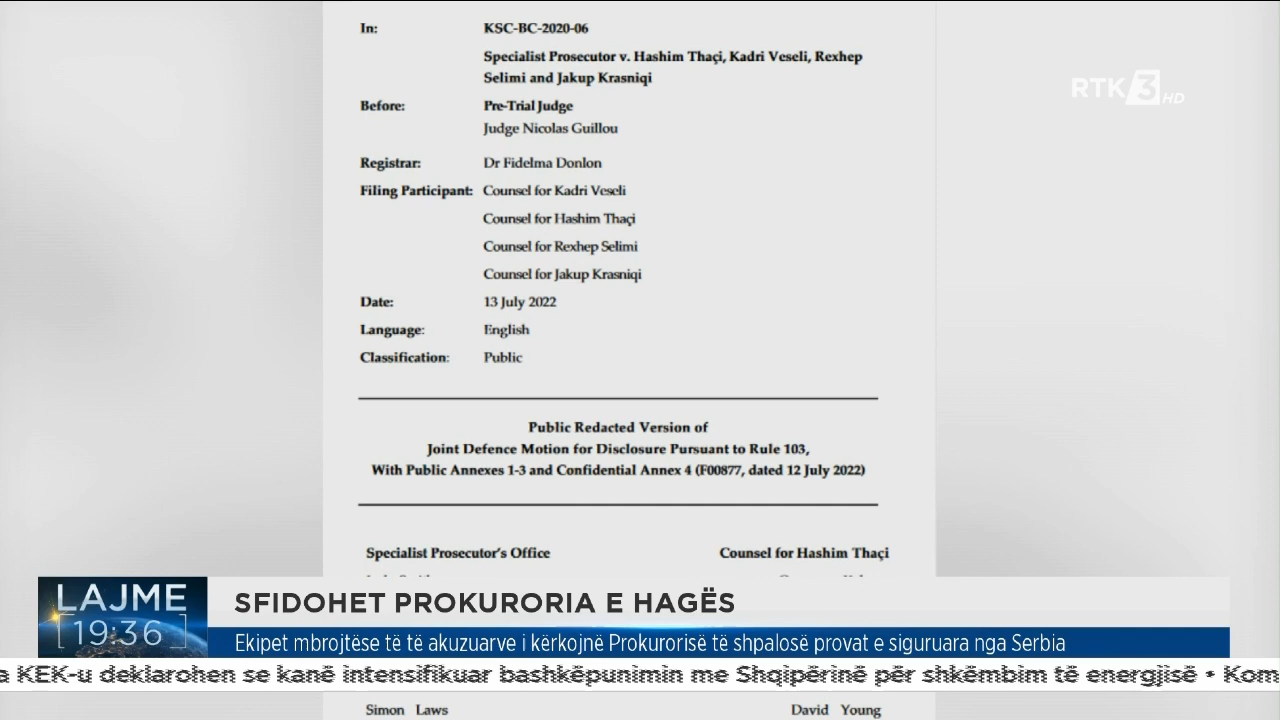 In: KSC-BC-2020-06
Specialist Prosecutor v. Hashim Thaçi, Kadri Veseli, Rexhep
Selimi and Jakup Krasniqi
Before: Pre-Trial Judge
Judge Nicolas Guillou
Registrar: Dr Fidelma Donlon
Filing Participant: Counsel for Kadri Veseli
Counsel for Hashim Thaçi
Counsel for Rexhep Selimi
Counsel for Jakup Krasniqi
Date: 13 July 2022
Language: English
Classification: Public
RTK 3 HD
Public Redacted Version of
Joint Defence Motion for Disclosure Pursuant to Rule 103,
With Public Annexes 1-3 and Confidential Annex 4 (F00877, dated 12 July 2022)
Specialist Prosecutor's Office Counsel for Hashim Thaçi
LAJME
19:36
SFIDOHET PROKURORIA E HAGËS
Ekipet mbrojtëse të të akuzuarve i kërkojnë Prokurorisë të shpalosë provat e siguruara nga Serbia
a KEK-u deklarohen se kanë intensifikuar bashkëpunimin me Shqipërinë për shkëmbim të energjisë • Kom
Simon Laws David Young